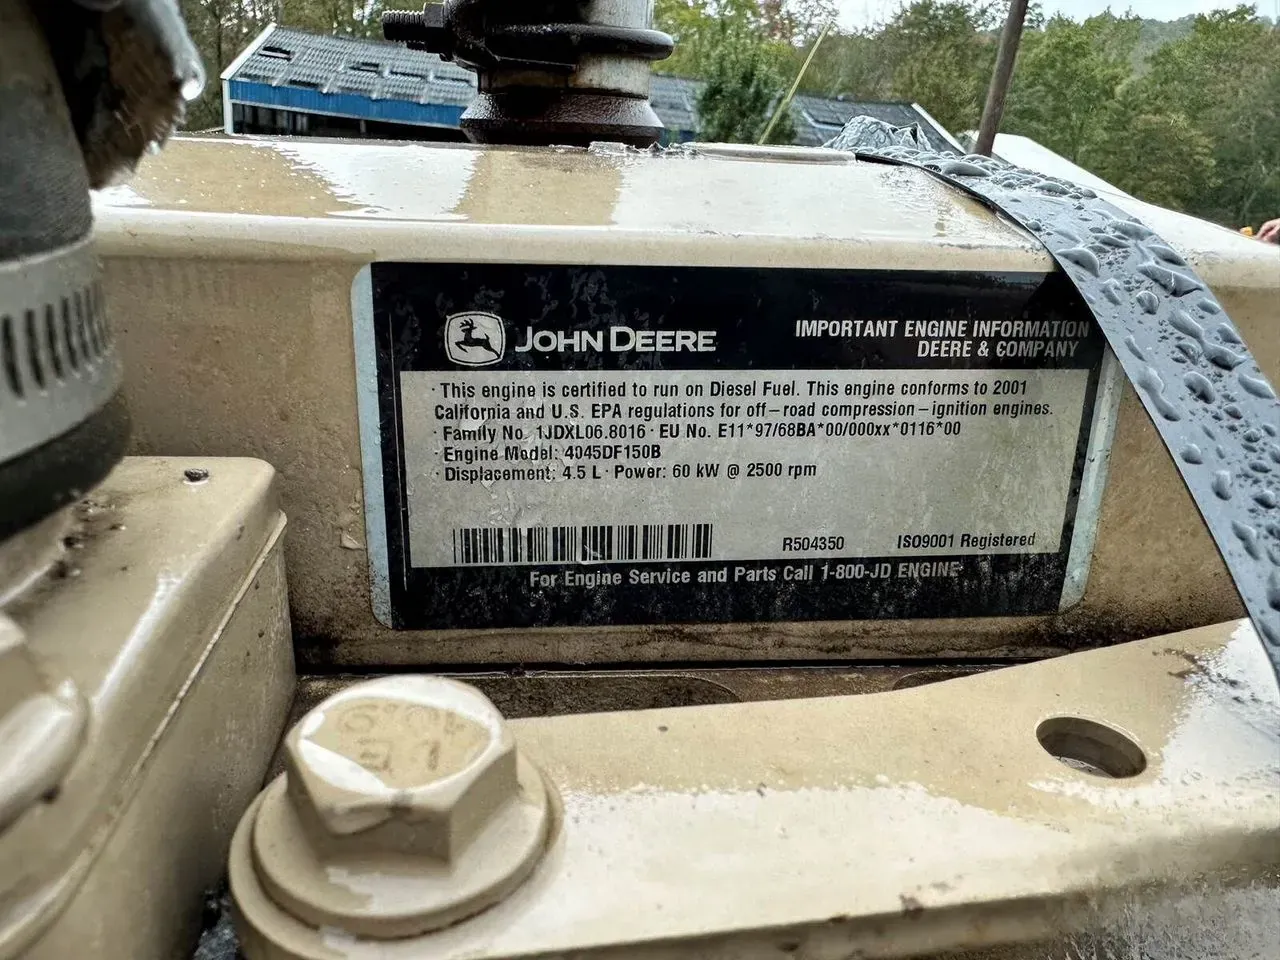 JOHN DEERE
IMPORTANT ENGINE INFORMATION
DEERE & COMPANY
· This engine is certified to run on Diesel Fuel. This engine conforms to 2001
California and U.S. EPA regulations for off-road compression-ignition engines.
· Family No. 1JDXL06.8016 · EU No. E11*97/68BA*00/000xx*0116*00
· Engine Model: 4045DF150B
· Displacement: 4.5 L · Power: 60 kW @ 2500 rpm
R504350 ISO9001 Registered
For Engine Service and Parts Call 1-800-JD ENGINE
10.9